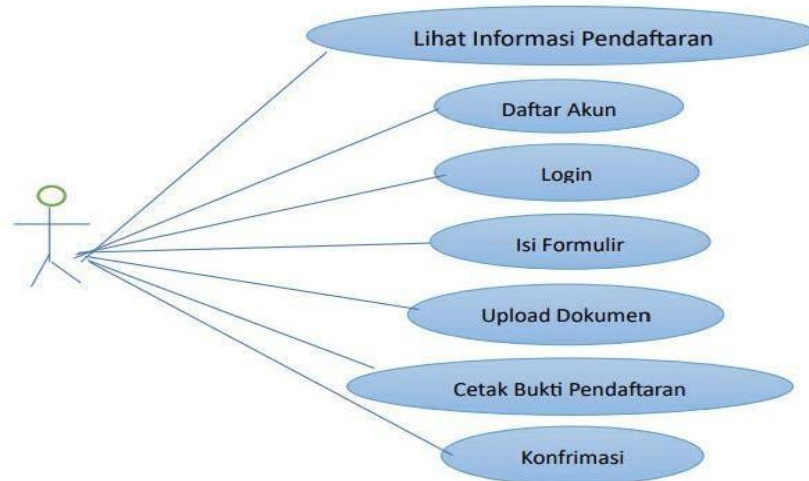 Lihat Informasi Pendaftaran
Daftar Akun
Login
Isi Formulir
Upload Dokumen
Cetak Bukti Pendaftaran
Konfrimasi